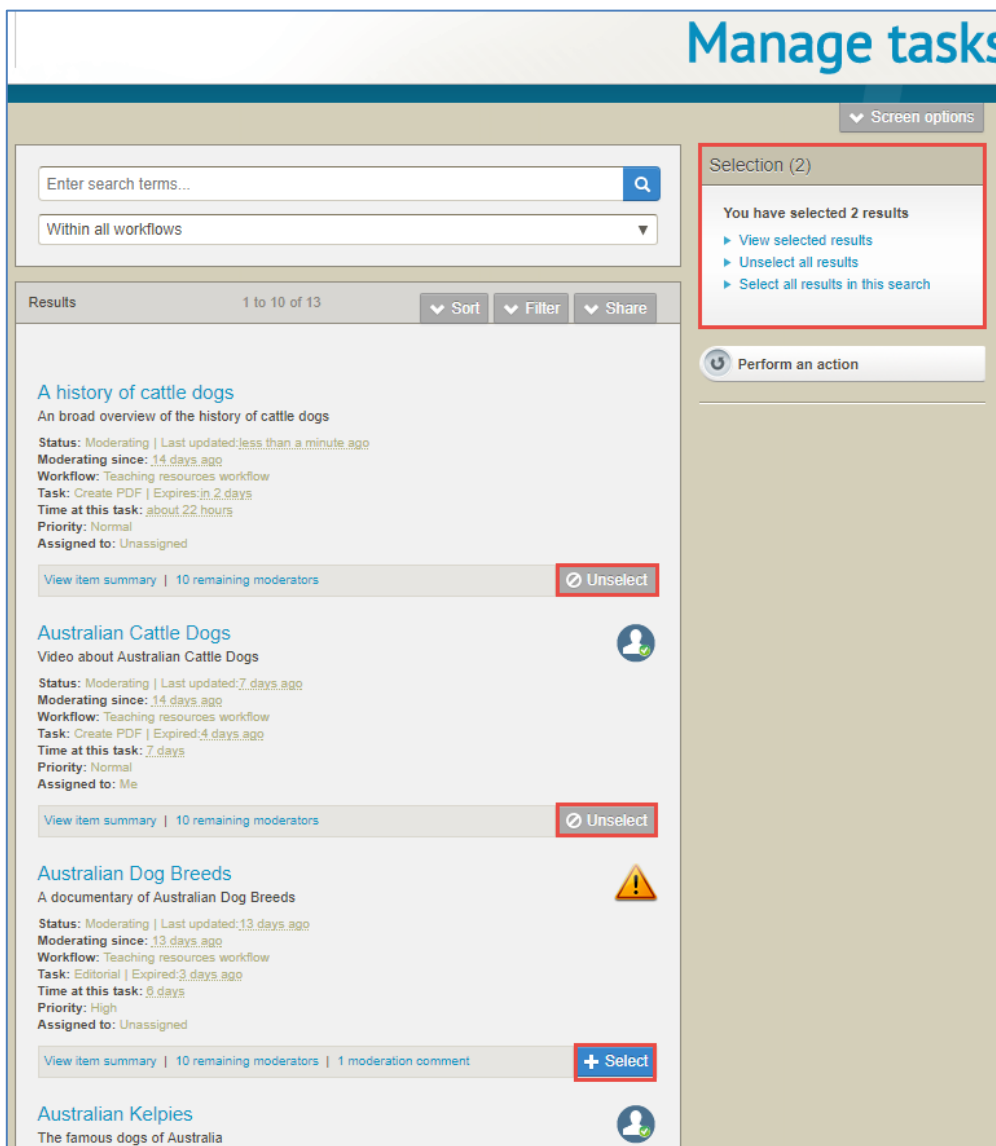 Manage tasks
Screen options
Enter search terms...
Within all workflows
Selection (2)
You have selected 2 results
View selected results
Unselect all results
Select all results in this search
Perform an action
Results 1 to 10 of 13 Sort Filter Share
A history of cattle dogs
An broad overview of the history of cattle dogs
Status: Moderating | Last updated:less than a minute ago
Moderating since: 14 days ago
Workflow: Teaching resources workflow
Task: Create PDF | Expires:in 2 days
Time at this task: about 22 hours
Priority: Normal
Assigned to: Unassigned
View item summary | 10 remaining moderators Unselect
Australian Cattle Dogs
Video about Australian Cattle Dogs
Status: Moderating | Last updated:7 days ago
Moderating since: 14 days ago
Workflow: Teaching resources workflow
Task: Create PDF | Expired:4 days ago
Time at this task: 7 days
Priority: Normal
Assigned to: Me
View item summary | 10 remaining moderators Unselect
Australian Dog Breeds
A documentary of Australian Dog Breeds
Status: Moderating | Last updated:13 days ago
Moderating since: 13 days ago
Workflow: Teaching resources workflow
Task: Editorial | Expired:3 days ago
Time at this task: 6 days
Priority: High
Assigned to: Unassigned
View item summary | 10 remaining moderators | 1 moderation comment Select
Australian Kelpies
The famous dogs of Australia